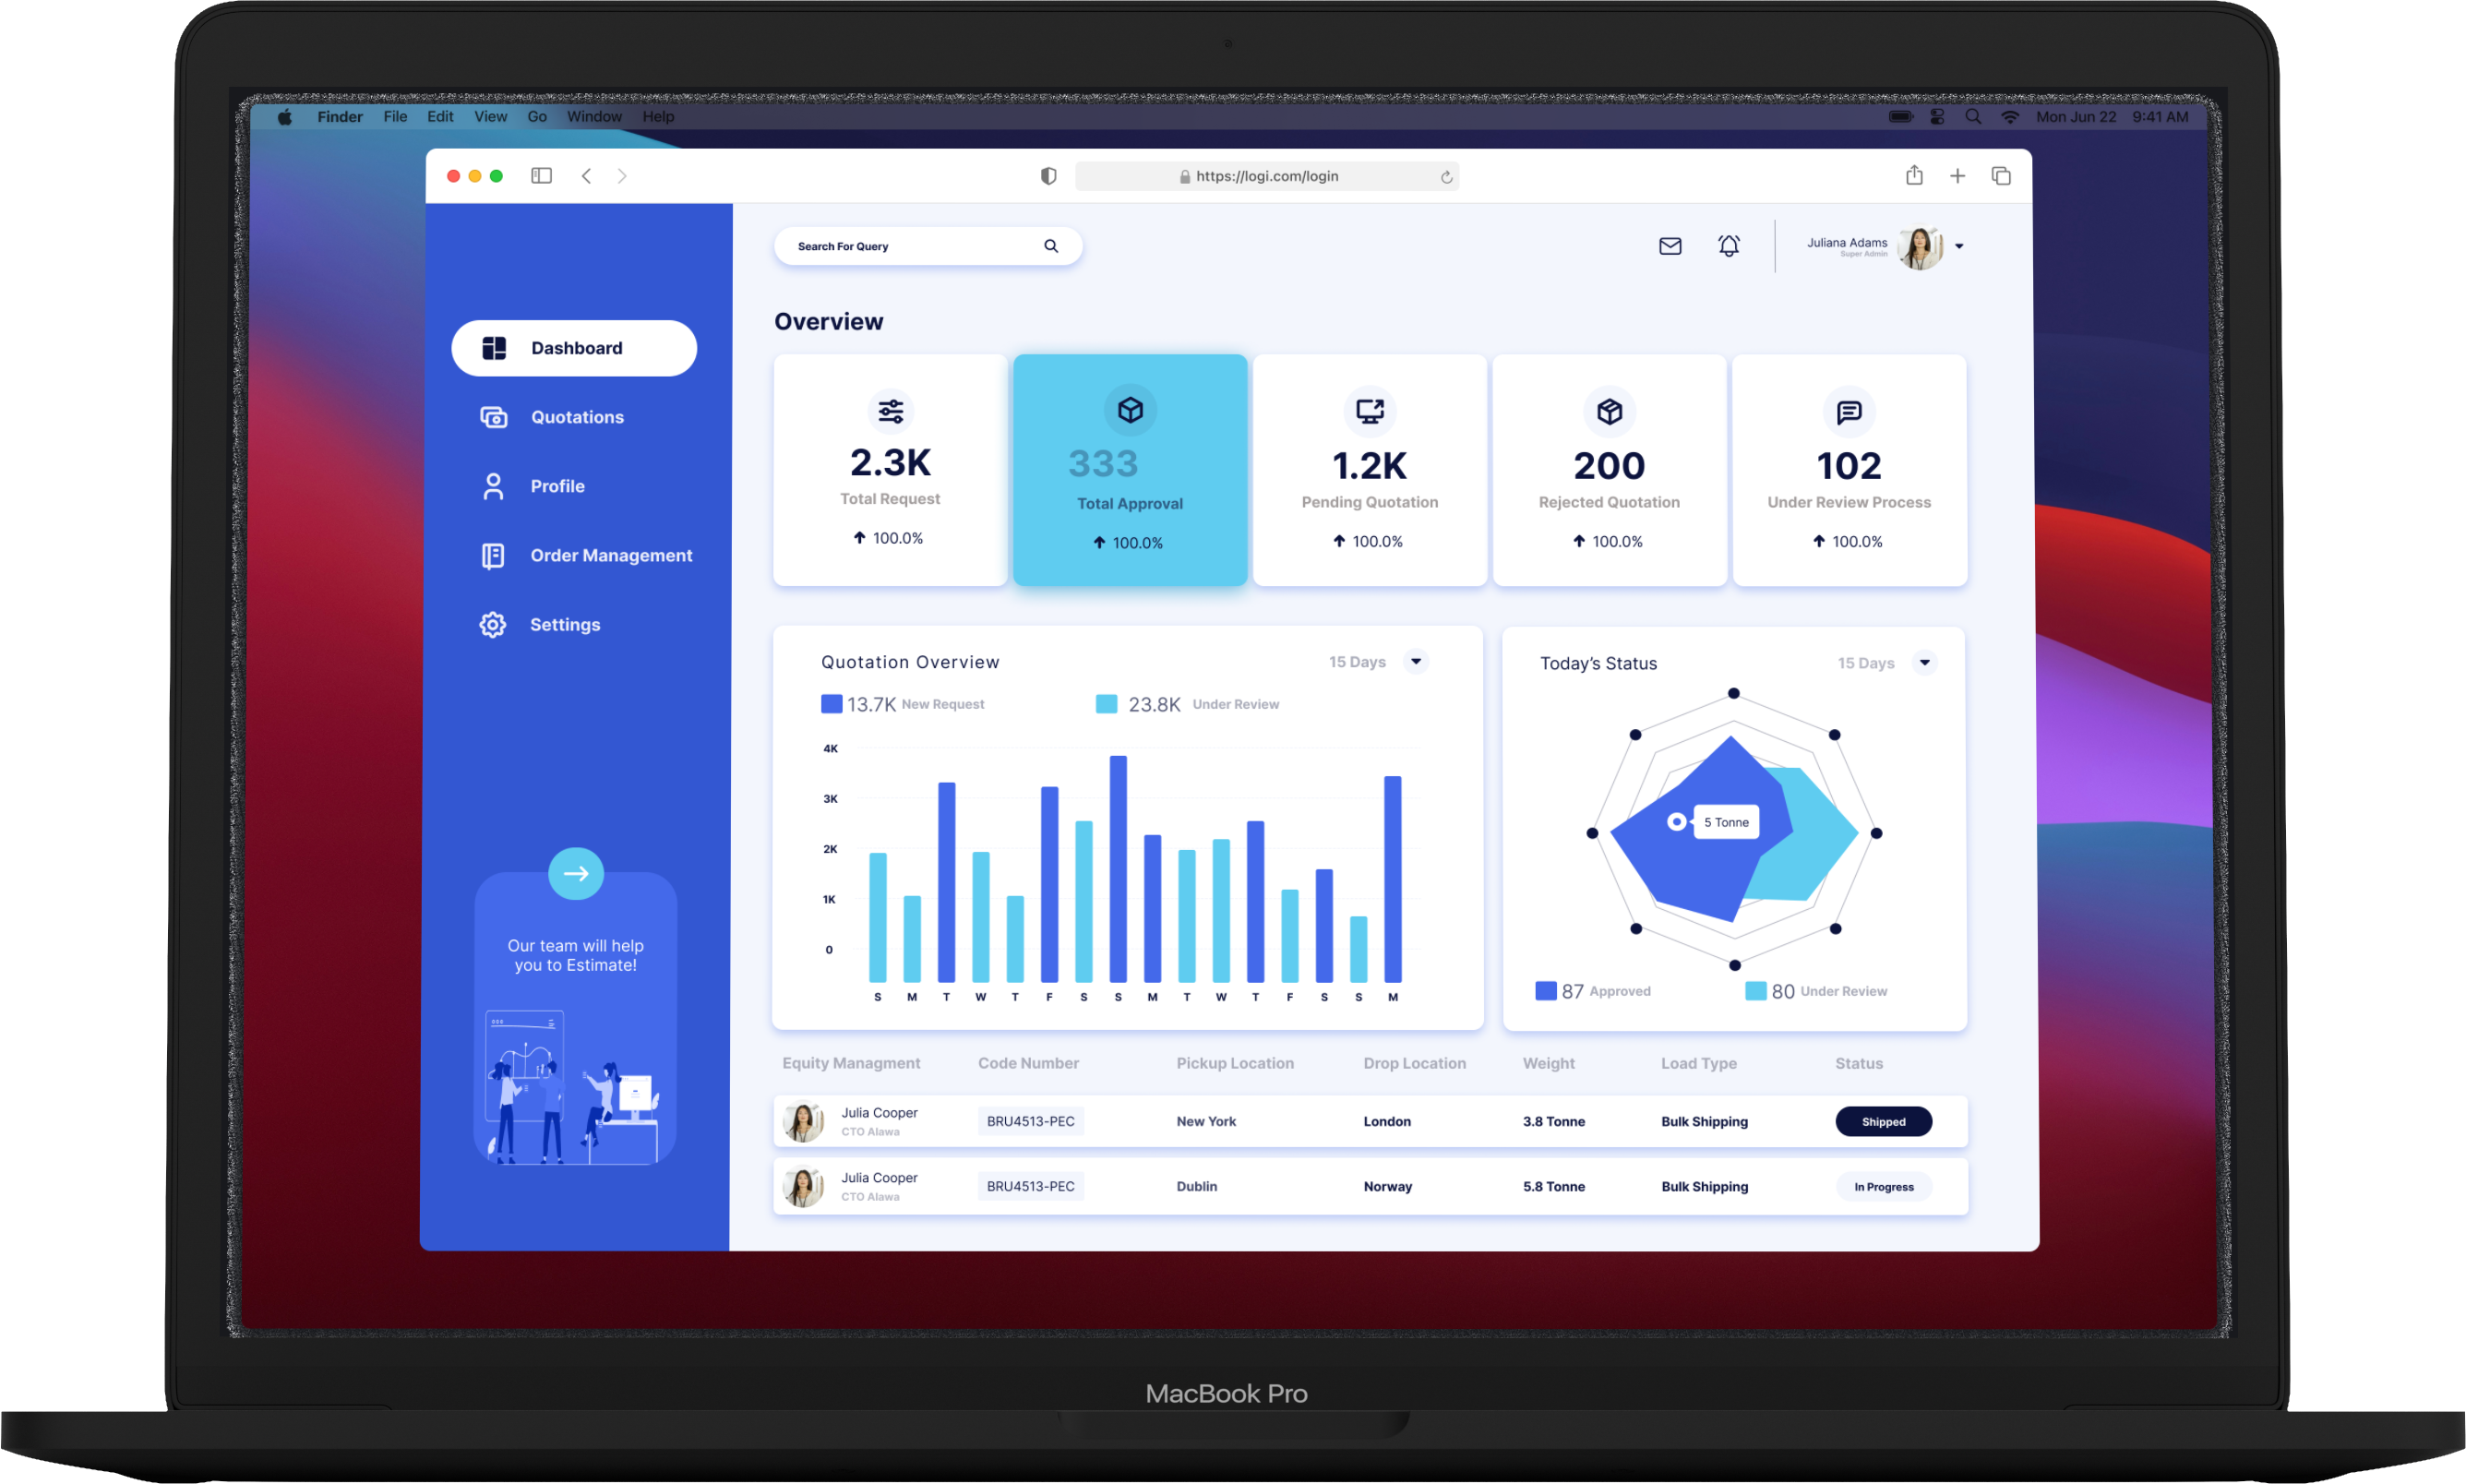 Finder File Edit View Go Window Help Mon Jun 22 9:41 AM
https://logi.com/login
Search For Query
Juliana Adams
Super Admin
Dashboard
Quotations
Profile
Order Management
Settings
Our team will help
you to Estimate!
Overview
2.3K
Total Request
100.0%
333
Total Approval
100.0%
1.2K
Pending Quotation
100.0%
200
Rejected Quotation
100.0%
102
Under Review Process
100.0%
Quotation Overview 15 Days
13.7K New Request 23.8K Under Review
4K
3K
2K
1K
0
S M T W T F S S M T W T F S S M
Today's Status 15 Days
5 Tonne
87 Approved 80 Under Review
Equity Managment Code Number Pickup Location Drop Location Weight Load Type Status
Julia Cooper
CTO Alawa
BRU4513-PEC New York London 3.8 Tonne Bulk Shipping Shipped
Julia Cooper
CTO Alawa
BRU4513-PEC Dublin Norway 5.8 Tonne Bulk Shipping In Progress
MacBook Pro